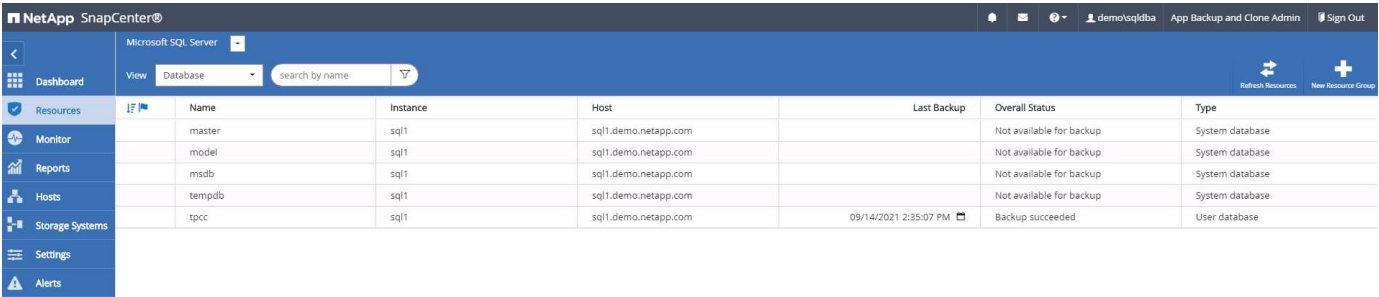 NetApp SnapCenter® demo\sqldba App Backup and Clone Admin Sign Out
Microsoft SQL Server
View Database search by name
Refresh Resources New Resource Group
Dashboard
Resources
Monitor
Reports
Hosts
Storage Systems
Settings
Alerts
Name Instance Host Last Backup Overall Status Type
master sql1 sql1.demo.netapp.com Not available for backup System database
model sql1 sql1.demo.netapp.com Not available for backup System database
msdb sql1 sql1.demo.netapp.com Not available for backup System database
tempdb sql1 sql1.demo.netapp.com Not available for backup System database
tpcc sql1 sql1.demo.netapp.com 09/14/2021 2:35:07 PM Backup succeeded User database